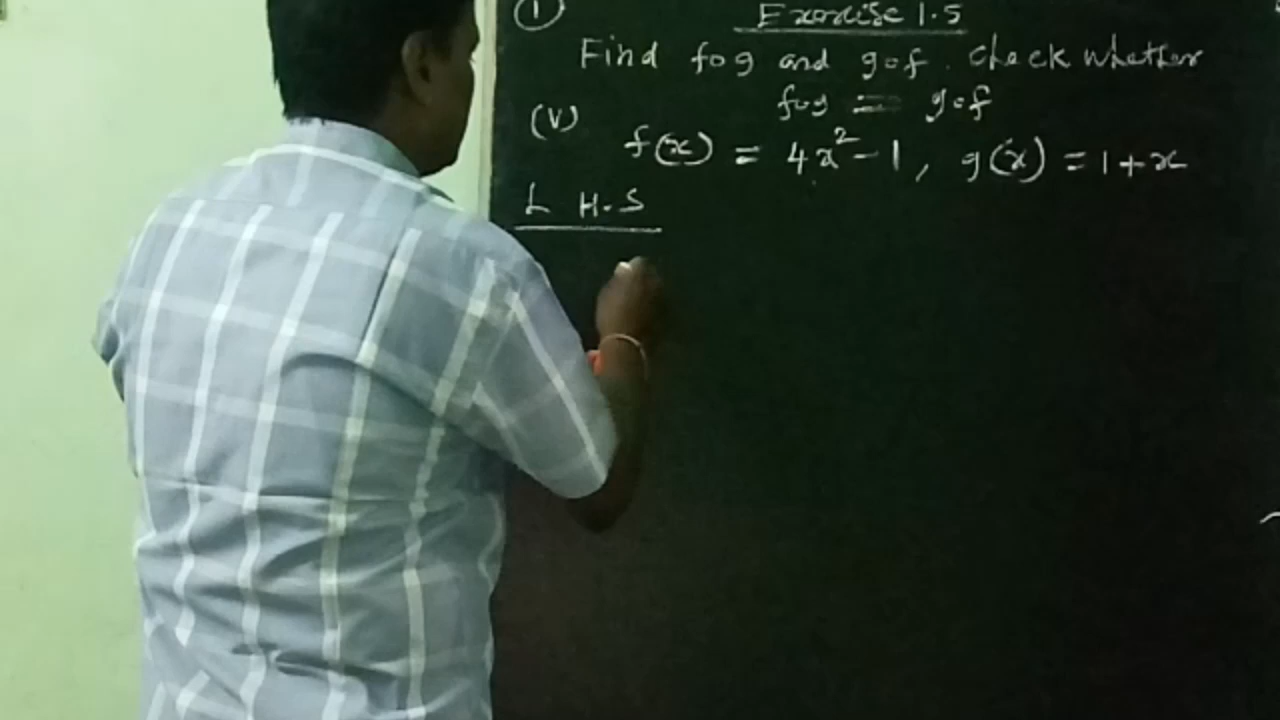 ① Exercise 1.5
Find fog and gof. check whether
fog = gof
(V) f(x) = 4x² - 1, g(x) = 1 + x
L H.S